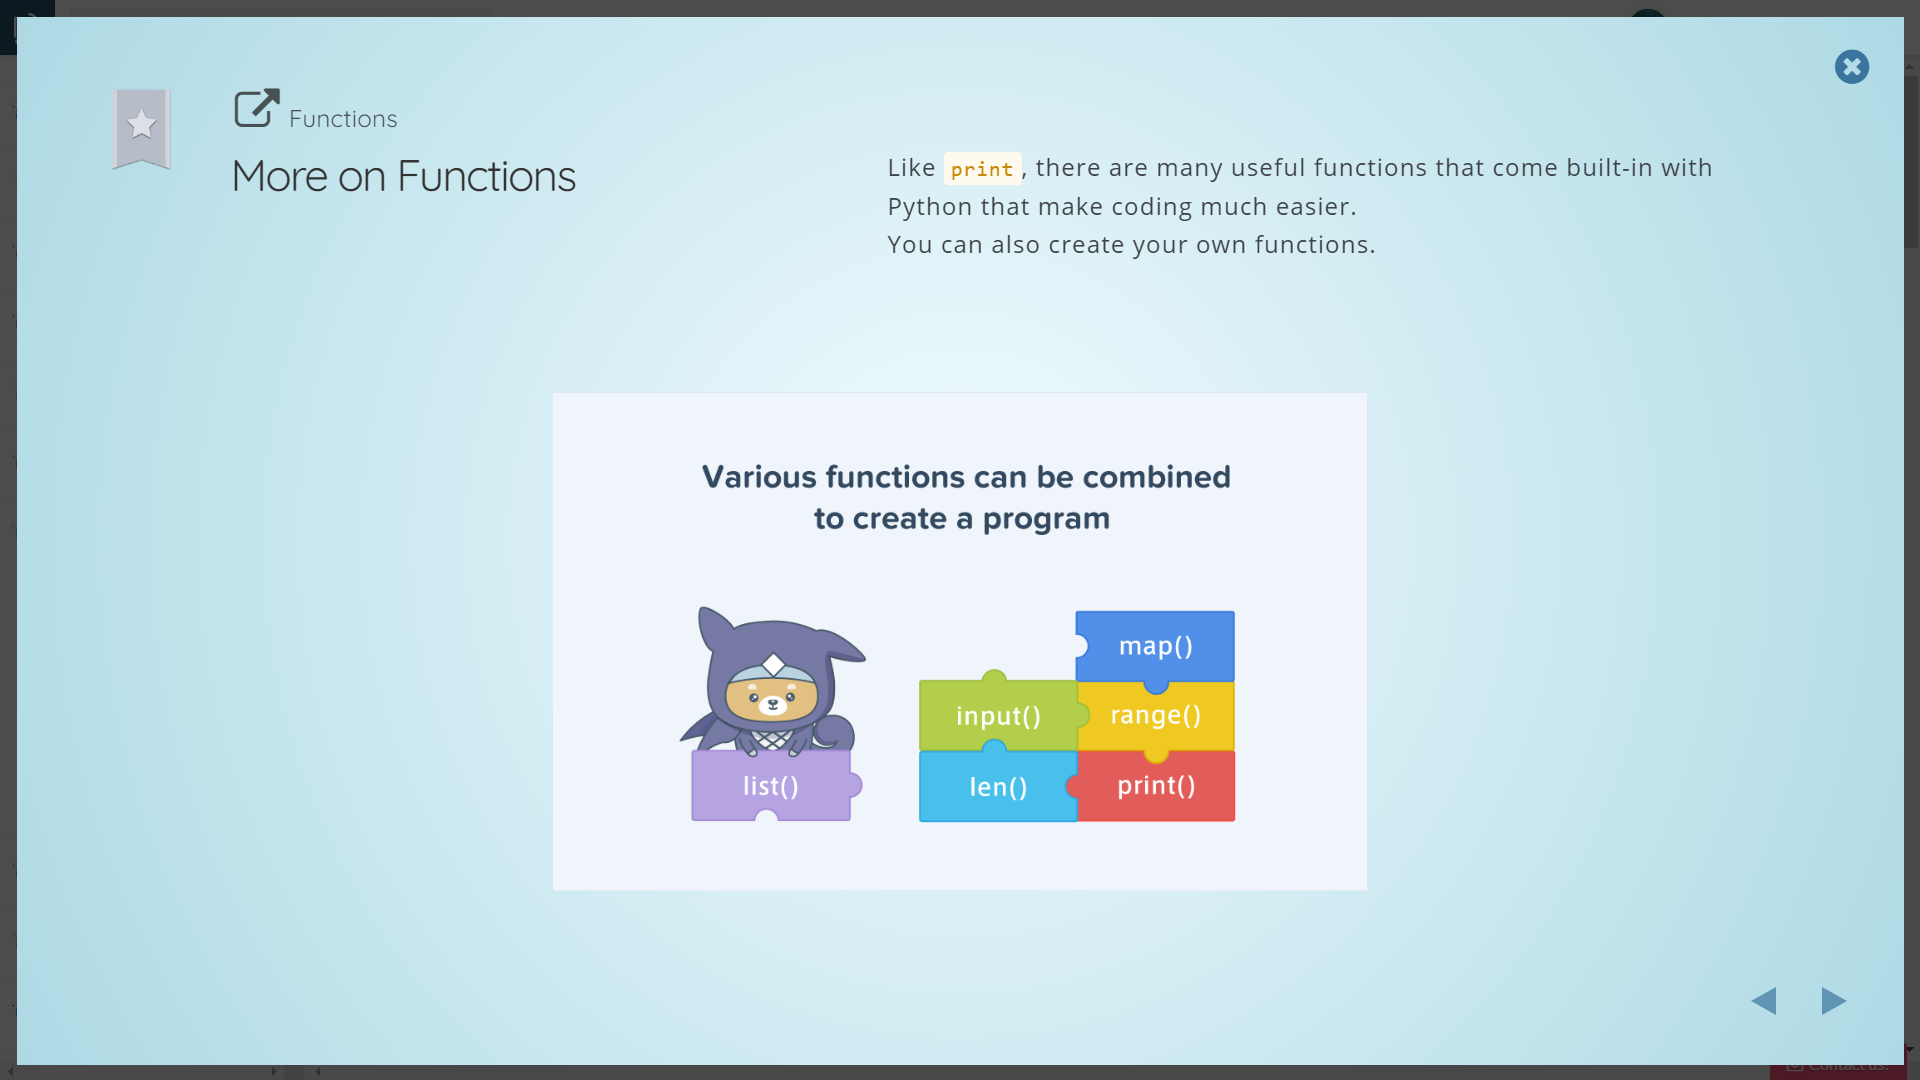 Functions
More on Functions
Like print, there are many useful functions that come built-in with
Python that make coding much easier.
You can also create your own functions.
Various functions can be combined
to create a program
map()
input()
range()
list()
len()
print()
Contact us!